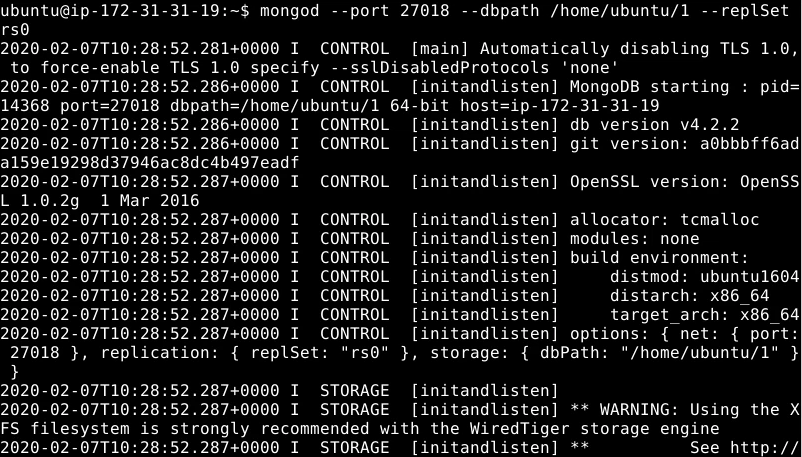 ubuntu@ip-172-31-31-19:~$ mongod --port 27018 --dbpath /home/ubuntu/1 --replSet
rs0
2020-02-07T10:28:52.281+0000 I  CONTROL  [main] Automatically disabling TLS 1.0,
 to force-enable TLS 1.0 specify --sslDisabledProtocols 'none'
2020-02-07T10:28:52.286+0000 I  CONTROL  [initandlisten] MongoDB starting : pid=
14368 port=27018 dbpath=/home/ubuntu/1 64-bit host=ip-172-31-31-19
2020-02-07T10:28:52.286+0000 I  CONTROL  [initandlisten] db version v4.2.2
2020-02-07T10:28:52.286+0000 I  CONTROL  [initandlisten] git version: a0bbbff6ad
a159e19298d37946ac8dc4b497eadf
2020-02-07T10:28:52.287+0000 I  CONTROL  [initandlisten] OpenSSL version: OpenSS
L 1.0.2g  1 Mar 2016
2020-02-07T10:28:52.287+0000 I  CONTROL  [initandlisten] allocator: tcmalloc
2020-02-07T10:28:52.287+0000 I  CONTROL  [initandlisten] modules: none
2020-02-07T10:28:52.287+0000 I  CONTROL  [initandlisten] build environment:
2020-02-07T10:28:52.287+0000 I  CONTROL  [initandlisten]     distmod: ubuntu1604
2020-02-07T10:28:52.287+0000 I  CONTROL  [initandlisten]     distarch: x86_64
2020-02-07T10:28:52.287+0000 I  CONTROL  [initandlisten]     target_arch: x86_64
2020-02-07T10:28:52.287+0000 I  CONTROL  [initandlisten] options: { net: { port:
 27018 }, replication: { replSet: "rs0" }, storage: { dbPath: "/home/ubuntu/1" }
 }
2020-02-07T10:28:52.287+0000 I  STORAGE  [initandlisten]
2020-02-07T10:28:52.287+0000 I  STORAGE  [initandlisten] ** WARNING: Using the X
FS filesystem is strongly recommended with the WiredTiger storage engine
2020-02-07T10:28:52.287+0000 I  STORAGE  [initandlisten] **          See http://